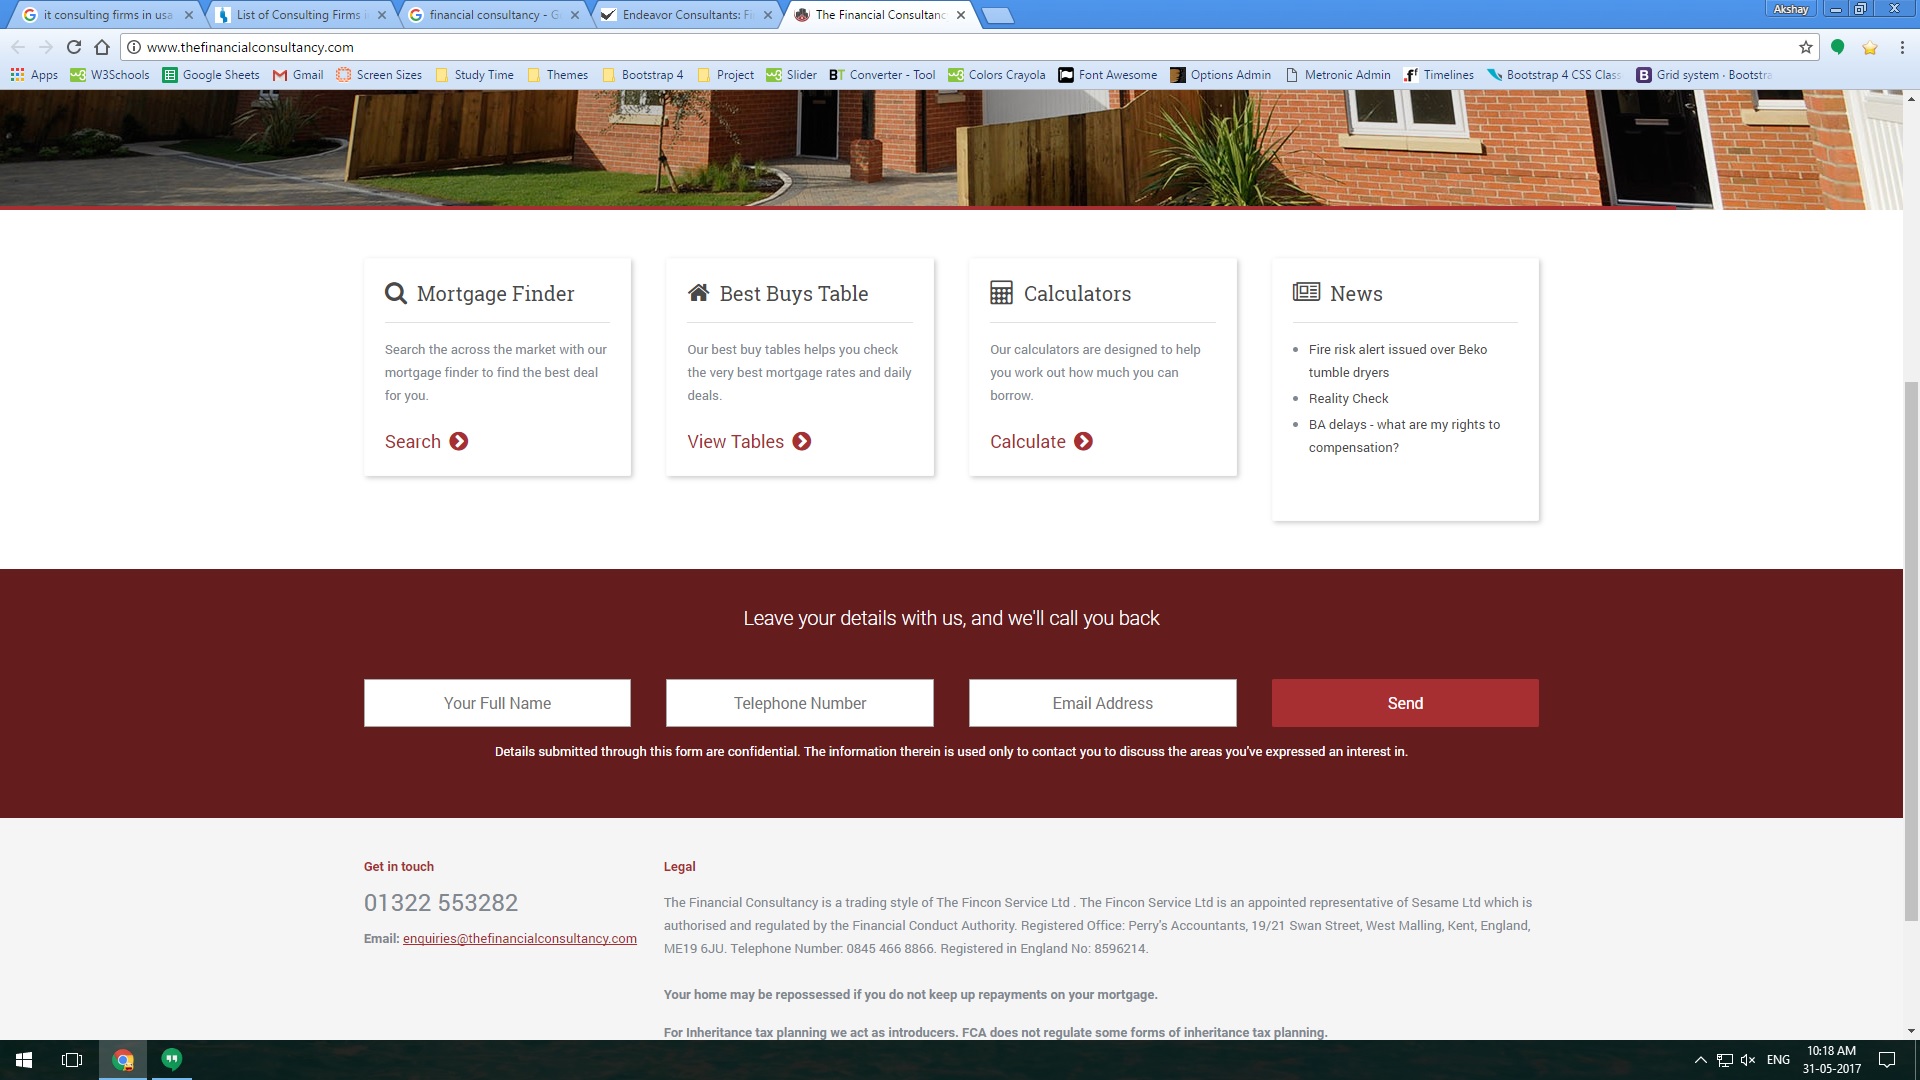 it consulting firms in usa
List of Consulting Firms i
financial consultancy - G
Endeavor Consultants: Fi
The Financial Consultanc
Akshay
www.thefinancialconsultancy.com
Apps W3Schools Google Sheets Gmail Screen Sizes Study Time Themes Bootstrap 4 Project Slider BT Converter - Tool Colors Crayola Font Awesome Options Admin Metronic Admin Timelines Bootstrap 4 CSS Class B Grid system · Bootstra
Mortgage Finder
Search the across the market with our
mortgage finder to find the best deal
for you.
Search
Best Buys Table
Our best buy tables helps you check
the very best mortgage rates and daily
deals.
View Tables
Calculators
Our calculators are designed to help
you work out how much you can
borrow.
Calculate
News
Fire risk alert issued over Beko
tumble dryers
Reality Check
BA delays - what are my rights to
compensation?
Leave your details with us, and we'll call you back
Your Full Name
Telephone Number
Email Address
Send
Details submitted through this form are confidential. The information therein is used only to contact you to discuss the areas you've expressed an interest in.
Get in touch
01322 553282
Email: enquiries@thefinancialconsultancy.com
Legal
The Financial Consultancy is a trading style of The Fincon Service Ltd . The Fincon Service Ltd is an appointed representative of Sesame Ltd which is
authorised and regulated by the Financial Conduct Authority. Registered Office: Perry's Accountants, 19/21 Swan Street, West Malling, Kent, England,
ME19 6JU. Telephone Number: 0845 466 8866. Registered in England No: 8596214.
Your home may be repossessed if you do not keep up repayments on your mortgage.
For Inheritance tax planning we act as introducers. FCA does not regulate some forms of inheritance tax planning.
ENG
10:18 AM
31-05-2017